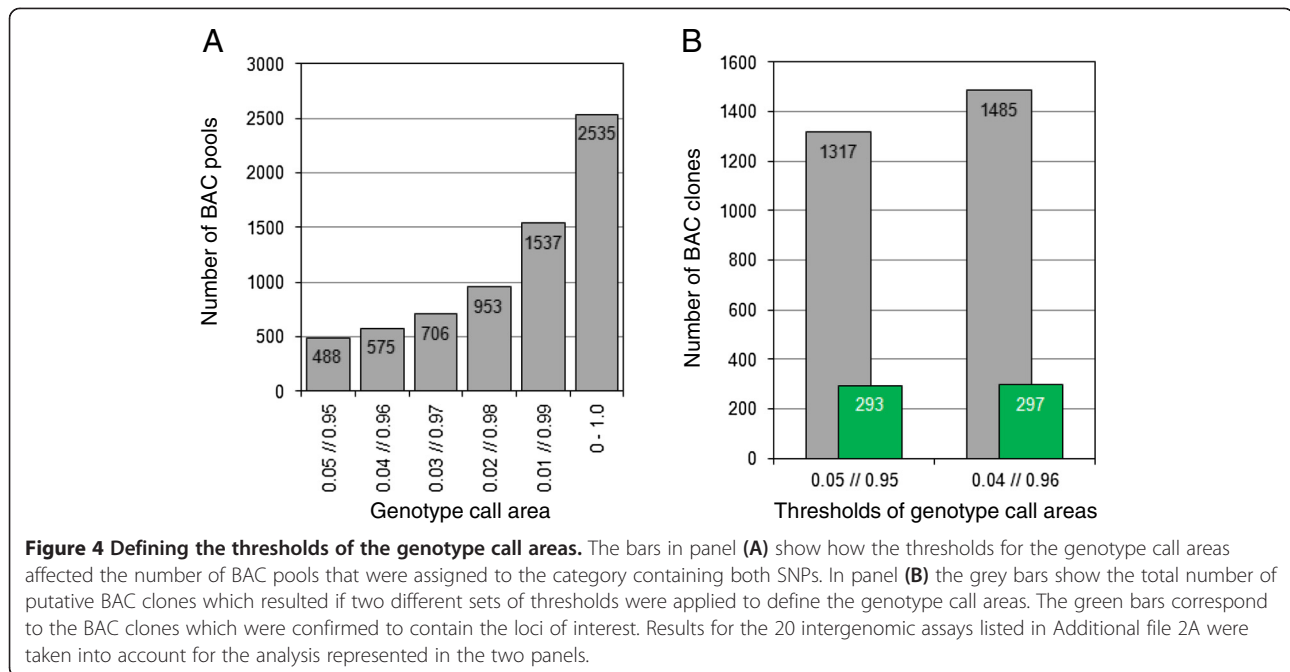 A
Number of BAC pools
3000
2500
2000
1500
1000
500
0
488
575
706
953
1537
2535
0.05 // 0.95
0.04 // 0.96
0.03 // 0.97
0.02 // 0.98
0.01 // 0.99
0 - 1.0
Genotype call area
B
Number of BAC clones
1600
1400
1200
1000
800
600
400
200
0
1317
293
1485
297
0.05 // 0.95
0.04 // 0.96
Thresholds of genotype call areas
Figure 4 Defining the thresholds of the genotype call areas. The bars in panel (A) show how the thresholds for the genotype call areas
affected the number of BAC pools that were assigned to the category containing both SNPs. In panel (B) the grey bars show the total number of
putative BAC clones which resulted if two different sets of thresholds were applied to define the genotype call areas. The green bars correspond
to the BAC clones which were confirmed to contain the loci of interest. Results for the 20 intergenomic assays listed in Additional file 2A were
taken into account for the analysis represented in the two panels.